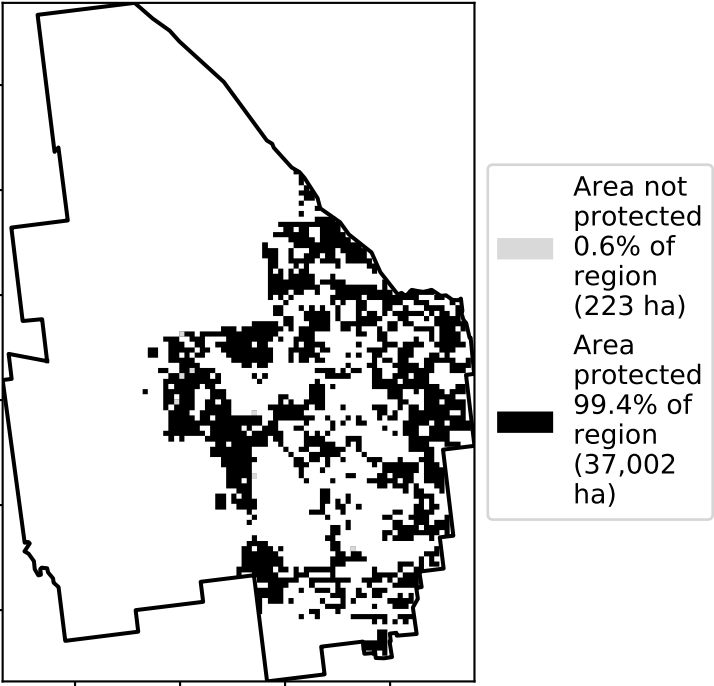 Area not
protected
0.6% of
region
(223 ha)
Area
protected
99.4% of
region
(37,002
ha)